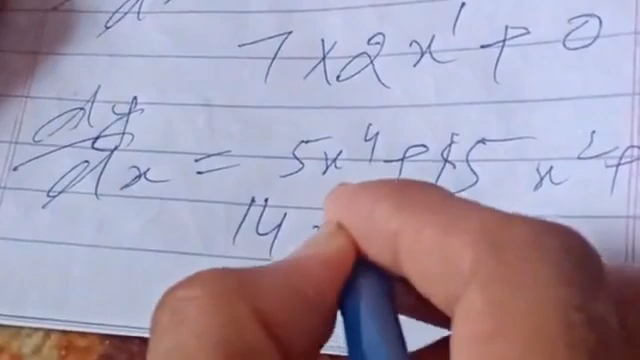 7 x 2x¹ + 0
dy/dx = 5x⁴ + 15 x² +
14